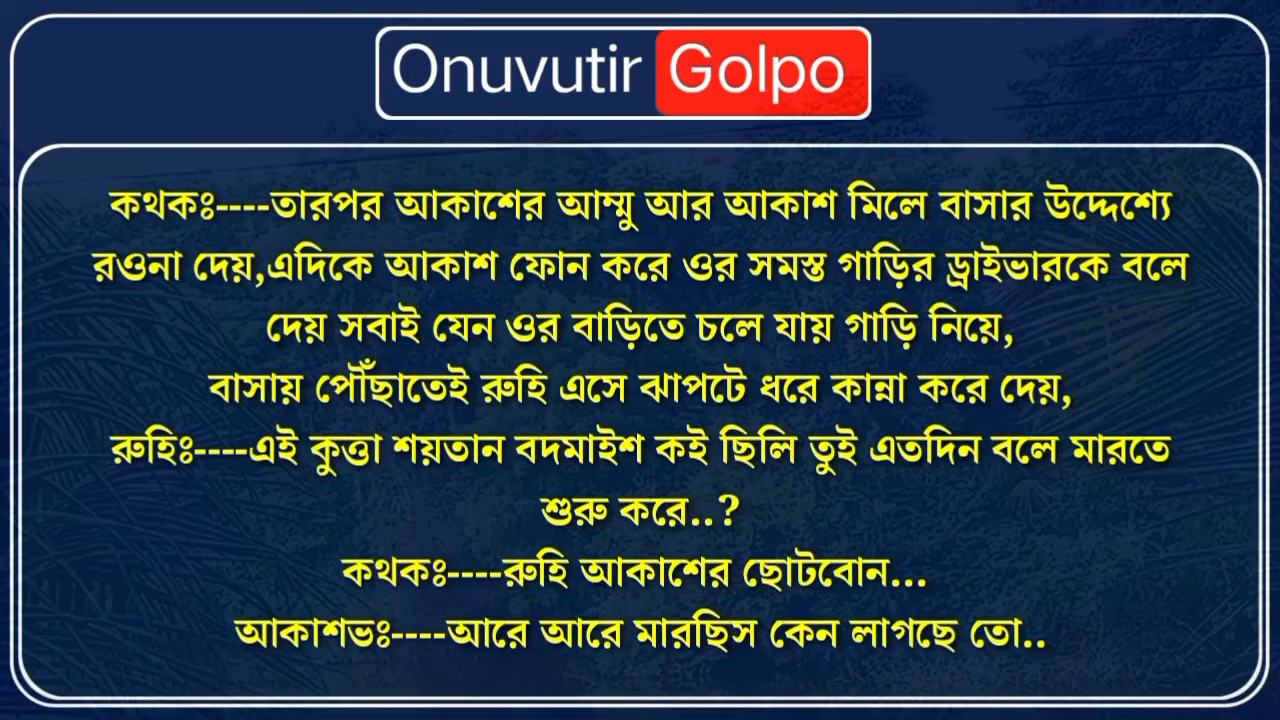 Onuvutir Golpo
কথকঃ----তারপর আকাশের আম্মু আর আকাশ মিলে বাসার উদ্দেশ্যে
রওনা দেয়,এদিকে আকাশ ফোন করে ওর সমস্ত গাড়ির ড্রাইভারকে বলে
দেয় সবাই যেন ওর বাড়িতে চলে যায় গাড়ি নিয়ে,
বাসায় পৌঁছাতেই রুহি এসে ঝাপটে ধরে কান্না করে দেয়,
রুহিঃ----এই কুত্তা শয়তান বদমাইশ কই ছিলি তুই এতদিন বলে মারতে
শুরু করে..?
কথকঃ----রুহি আকাশের ছোটবোন...
আকাশভঃ----আরে আরে মারছিস কেন লাগছে তো..